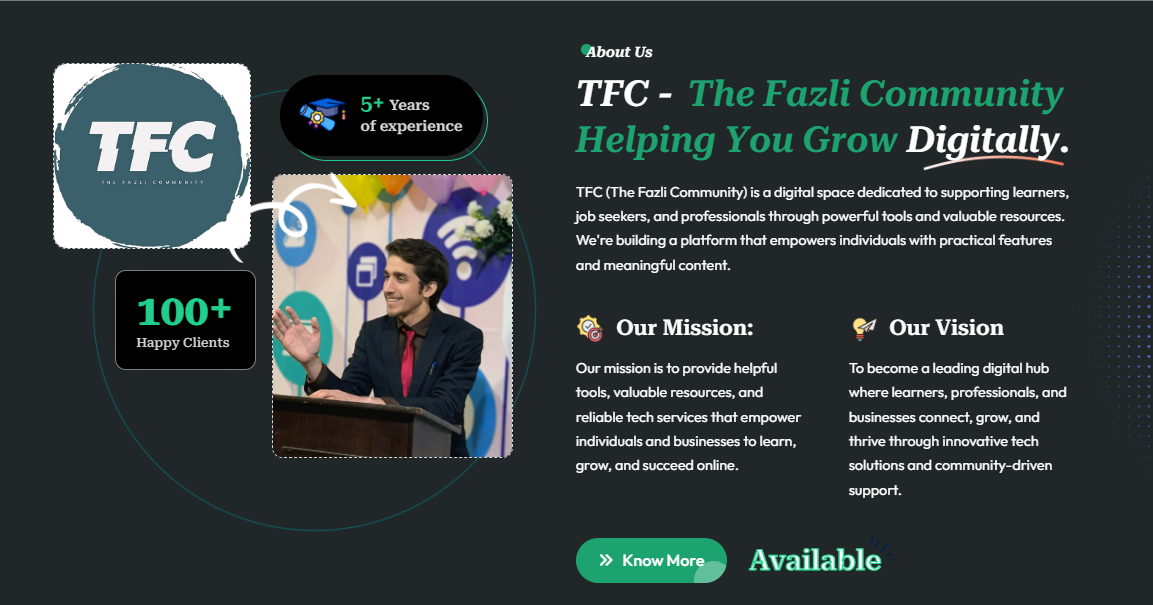 TFC
THE FAZLI COMMUNITY
5+ Years
of experience
100+
Happy Clients
About Us
TFC - The Fazli Community
Helping You Grow Digitally.
TFC (The Fazli Community) is a digital space dedicated to supporting learners,
job seekers, and professionals through powerful tools and valuable resources.
We're building a platform that empowers individuals with practical features
and meaningful content.
Our Mission:
Our mission is to provide helpful
tools, valuable resources, and
reliable tech services that empower
individuals and businesses to learn,
grow, and succeed online.
Our Vision
To become a leading digital hub
where learners, professionals, and
businesses connect, grow, and
thrive through innovative tech
solutions and community-driven
support.
Know More
Available